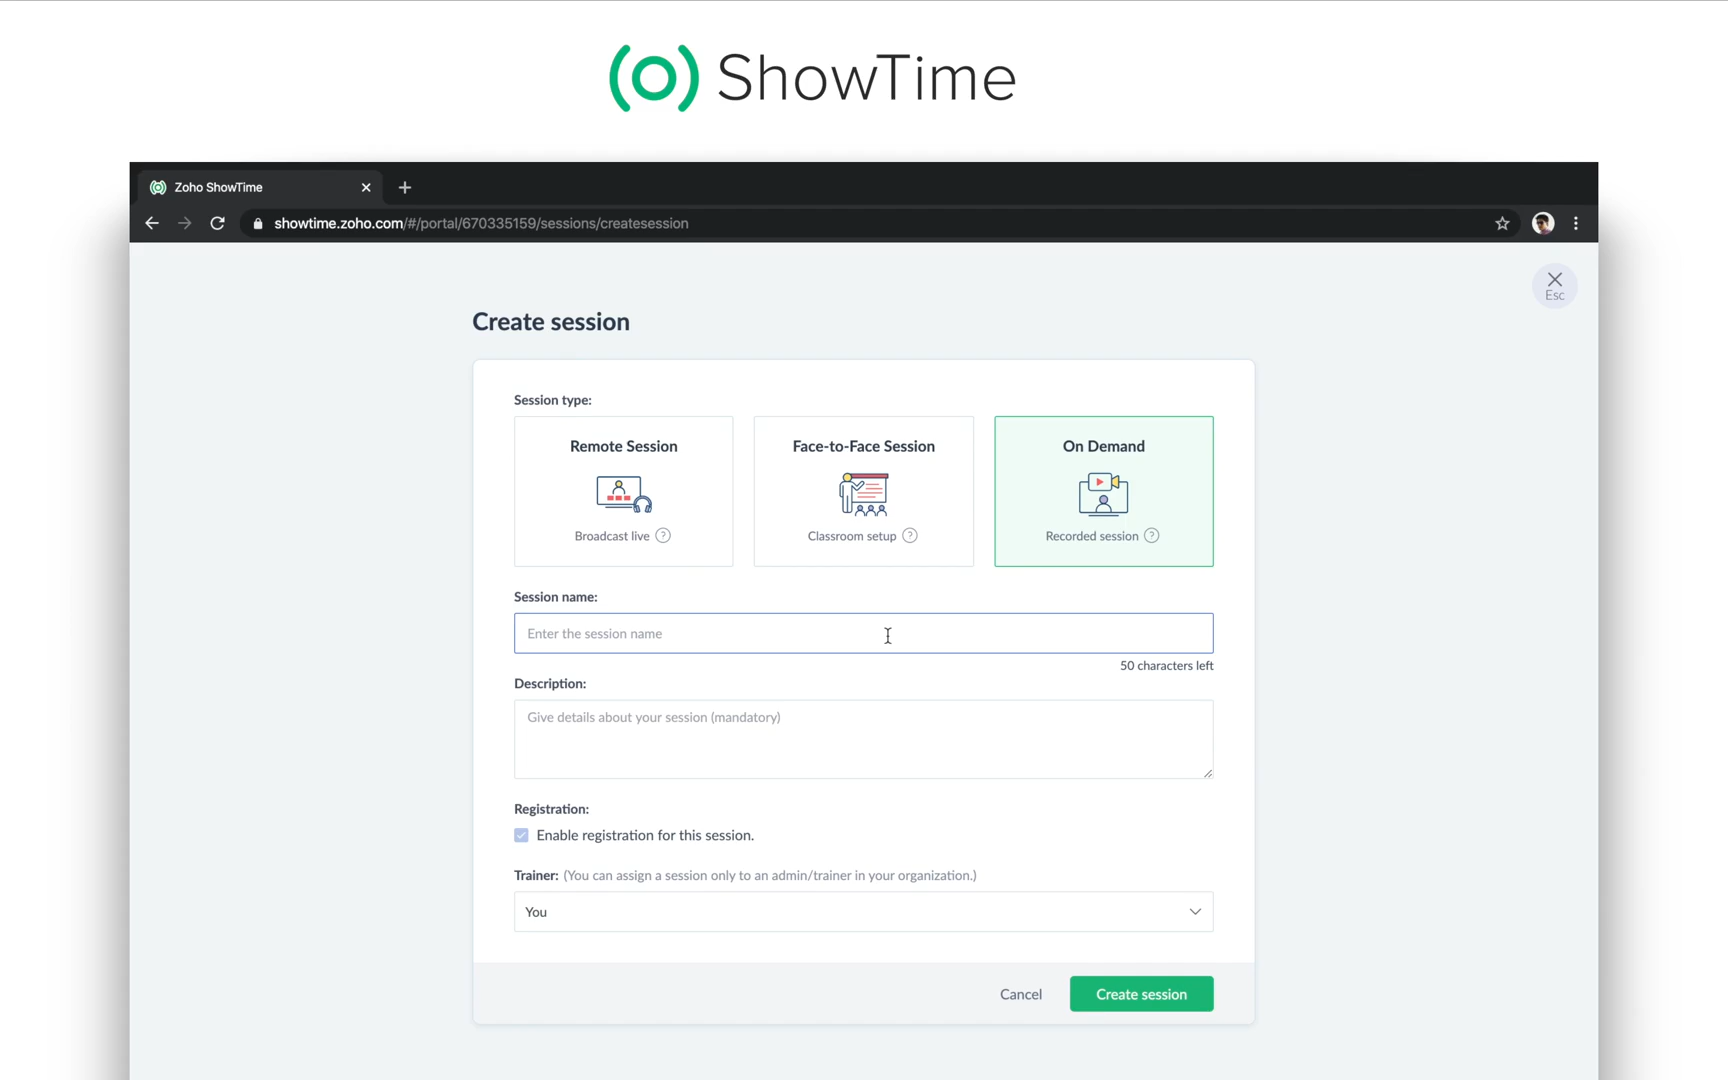 ShowTime
Zoho ShowTime
showtime.zoho.com/#/portal/670335159/sessions/createsession
Esc
Create session
Session type:
Remote Session
Broadcast live ?
Face-to-Face Session
Classroom setup ?
On Demand
Recorded session ?
Session name:
Enter the session name
50 characters left
Description:
Give details about your session (mandatory)
Registration:
Enable registration for this session.
Trainer: (You can assign a session only to an admin/trainer in your organization.)
You
Cancel
Create session